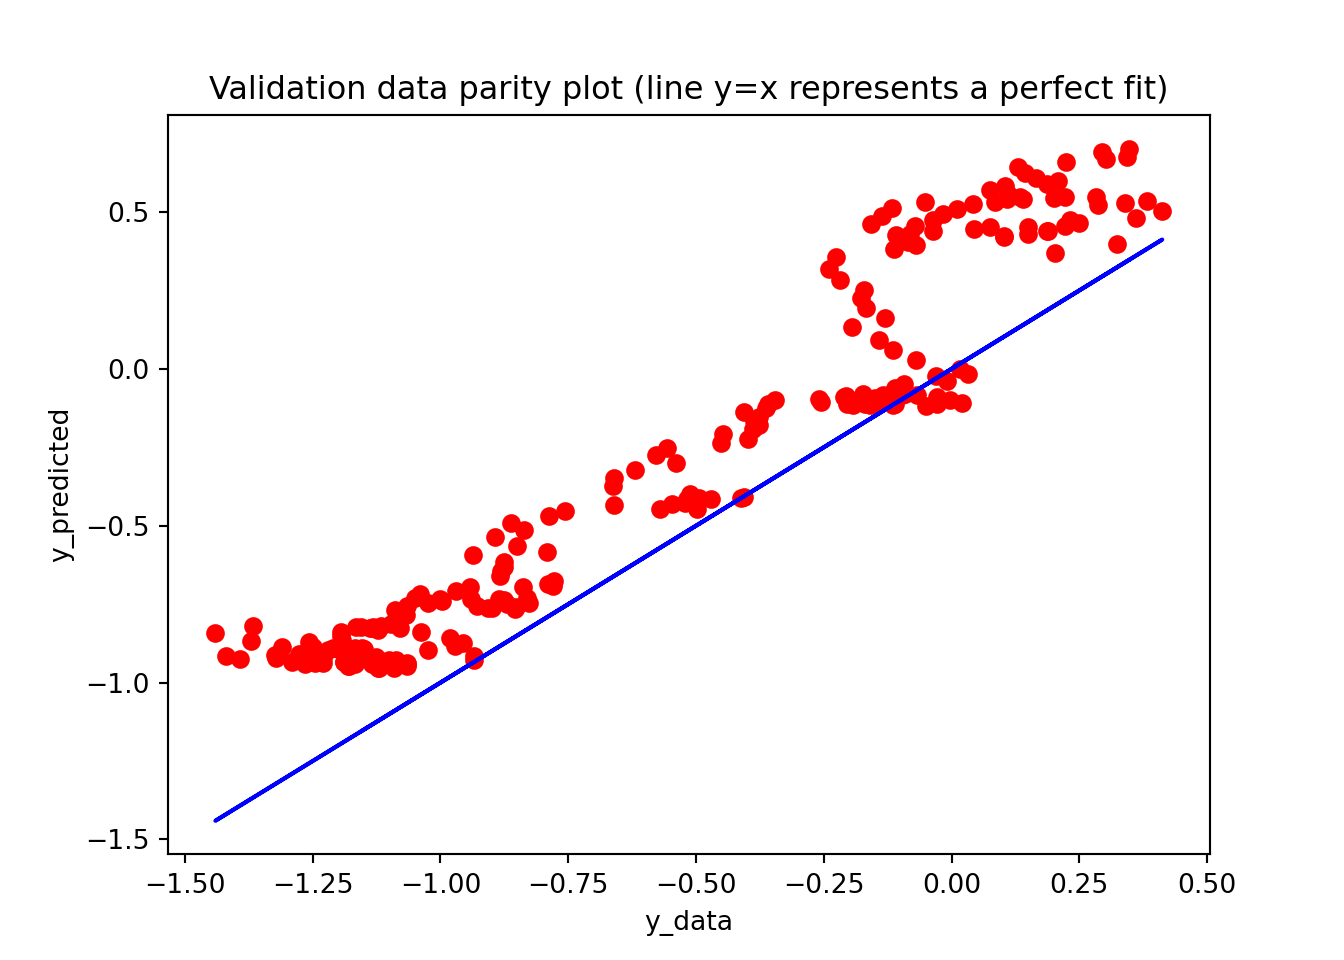 Validation data parity plot (line y=x represents a perfect fit)
0.5
0.0
−0.5
−1.0
−1.5
y_predicted
−1.50 −1.25 −1.00 −0.75 −0.50 −0.25 0.00 0.25 0.50
y_data